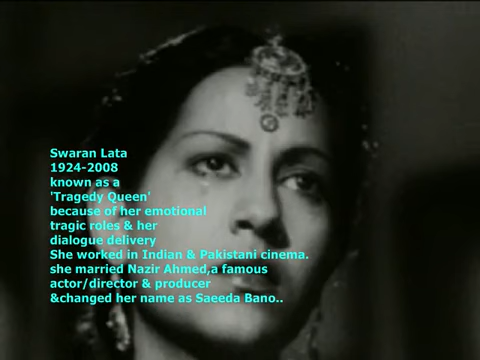 Swaran Lata
1924-2008
known as a
'Tragedy Queen'
because of her emotional
tragic roles & her
dialogue delivery
She worked in Indian & Pakistani cinema.
she married Nazir Ahmed,a famous
actor/director & producer
&changed her name as Saeeda Bano..